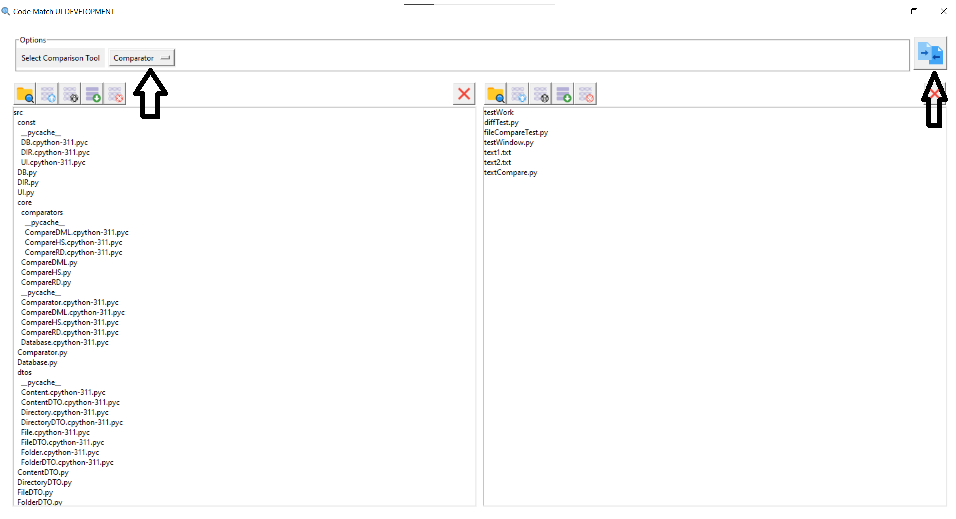 Code Match UI DEVELOPMENT
Options
Select Comparison Tool Comparator
src
const
__pycache__
DB.cpython-311.pyc
DIR.cpython-311.pyc
UI.cpython-311.pyc
DB.py
DIR.py
UI.py
core
comparators
__pycache__
CompareDML.cpython-311.pyc
CompareHS.cpython-311.pyc
CompareRD.cpython-311.pyc
CompareDML.py
CompareHS.py
CompareRD.py
__pycache__
Comparator.cpython-311.pyc
CompareDML.cpython-311.pyc
CompareHS.cpython-311.pyc
CompareRD.cpython-311.pyc
Database.cpython-311.pyc
Comparator.py
Database.py
dtos
__pycache__
Content.cpython-311.pyc
ContentDTO.cpython-311.pyc
Directory.cpython-311.pyc
DirectoryDTO.cpython-311.pyc
File.cpython-311.pyc
FileDTO.cpython-311.pyc
Folder.cpython-311.pyc
FolderDTO.cpython-311.pyc
ContentDTO.py
DirectoryDTO.py
FileDTO.py
FolderDTO.py
testWork
diffTest.py
fileCompareTest.py
testWindow.py
text1.txt
text2.txt
textCompare.py